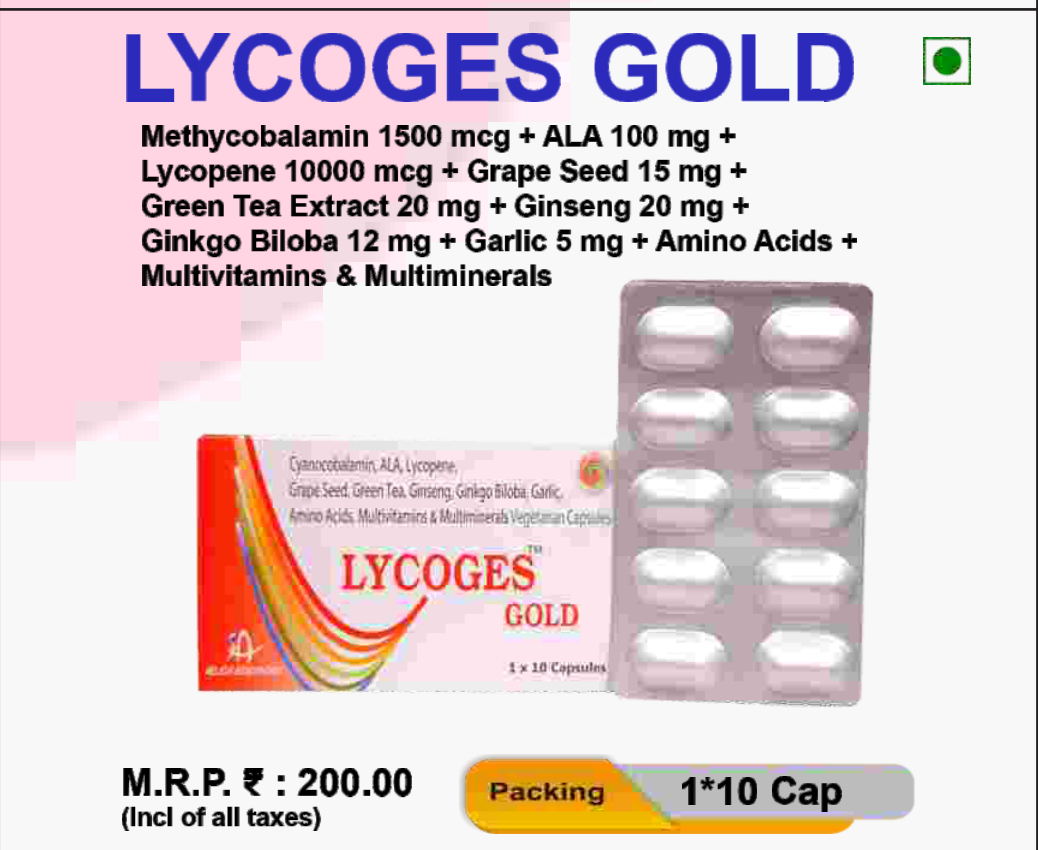 LYCOGES GOLD
Methycobalamin 1500 mcg + ALA 100 mg +
Lycopene 10000 mcg + Grape Seed 15 mg +
Green Tea Extract 20 mg + Ginseng 20 mg +
Ginkgo Biloba 12 mg + Garlic 5 mg + Amino Acids +
Multivitamins & Multiminerals
Cyanocobalamin, ALA, Lycopene,
Grape Seed, Green Tea, Ginseng, Ginkgo Biloba, Garlic,
Amino Acids, Multivitamins & Multiminerals Vegetarian Capsules
LYCOGES™
GOLD
1 x 10 Capsules
M.R.P. ₹ : 200.00
(Incl of all taxes)
Packing 1*10 Cap